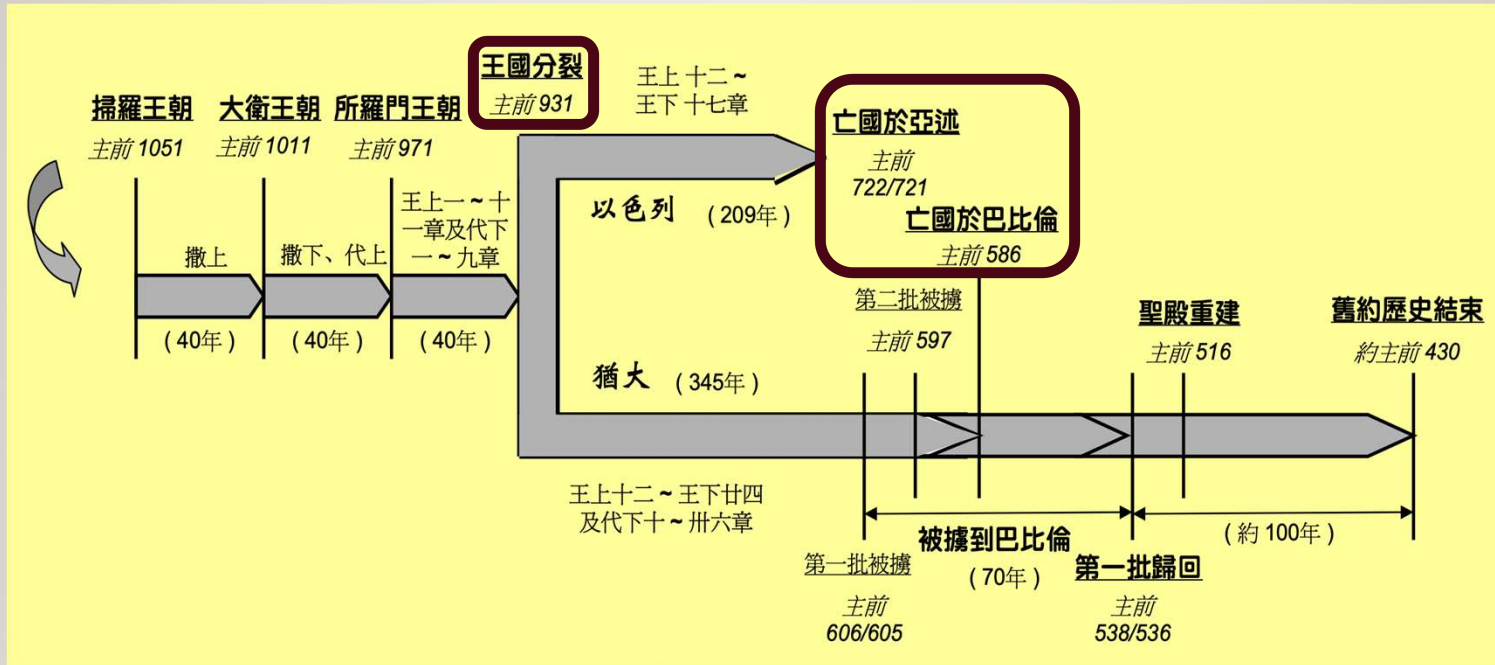 掃羅王朝
主前 1051
大衛王朝
主前 1011
所羅門王朝
主前 971
王國分裂
主前 931
王上 十二 ~
王下 十七章
亡國於亞述
主前
722/721
亡國於巴比倫
主前 586
撒上
(40年)
撒下、代上
(40年)
王上一 ~ 十
一章及代下
一 ~ 九章
(40年)
以色列 (209年)
猶大 (345年)
王上十二 ~ 王下廿四
及代下十 ~ 卅六章
第二批被擄
主前 597
第一批被擄
主前
606/605
被擄到巴比倫
(70年)
第一批歸回
主前
538/536
聖殿重建
主前 516
(約 100年)
舊約歷史結束
約主前 430